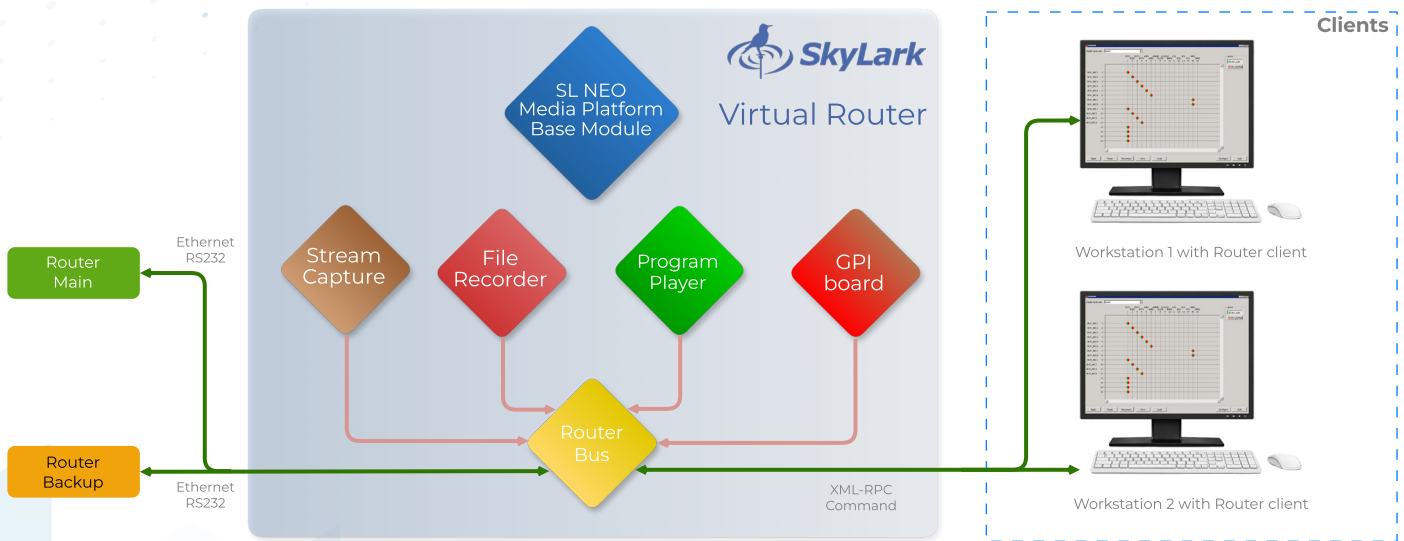 Clients
SkyLark
Virtual Router
SL NEO
Media Platform
Base Module
Stream
Capture
File
Recorder
Program
Player
GPI
board
Router
Main
Ethernet
RS232
Router
Bus
Router
Backup
Ethernet
RS232
XML-RPC
Command
Workstation 1 with Router client
Workstation 2 with Router client